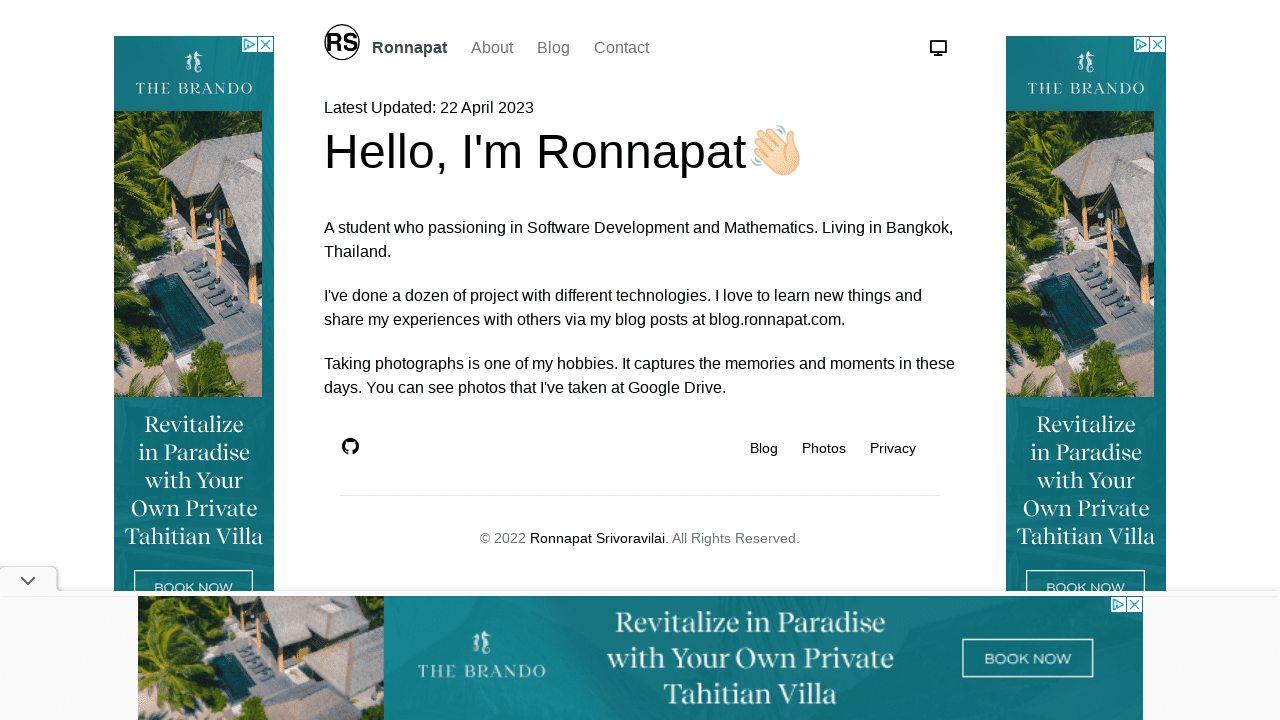 RS Ronnapat About Blog Contact
Latest Updated: 22 April 2023
Hello, I'm Ronnapat👋🏻
A student who passioning in Software Development and Mathematics. Living in Bangkok,
Thailand.
I've done a dozen of project with different technologies. I love to learn new things and
share my experiences with others via my blog posts at blog.ronnapat.com.
Taking photographs is one of my hobbies. It captures the memories and moments in these
days. You can see photos that I've taken at Google Drive.
Blog Photos Privacy
© 2022 Ronnapat Srivoravilai. All Rights Reserved.
THE BRANDO
Revitalize
in Paradise
with Your
Own Private
Tahitian Villa
BOOK NOW
THE BRANDO
Revitalize
in Paradise
with Your
Own Private
Tahitian Villa
BOOK NOW
THE BRANDO
Revitalize in Paradise
with Your Own Private
Tahitian Villa
BOOK NOW